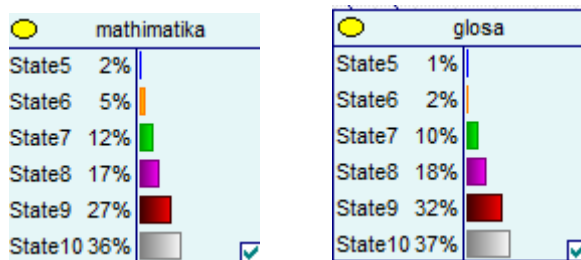 mathimatika
State5 2%
State6 5%
State7 12%
State8 17%
State9 27%
State10 36%
glosa
State5 1%
State6 2%
State7 10%
State8 18%
State9 32%
State10 37%